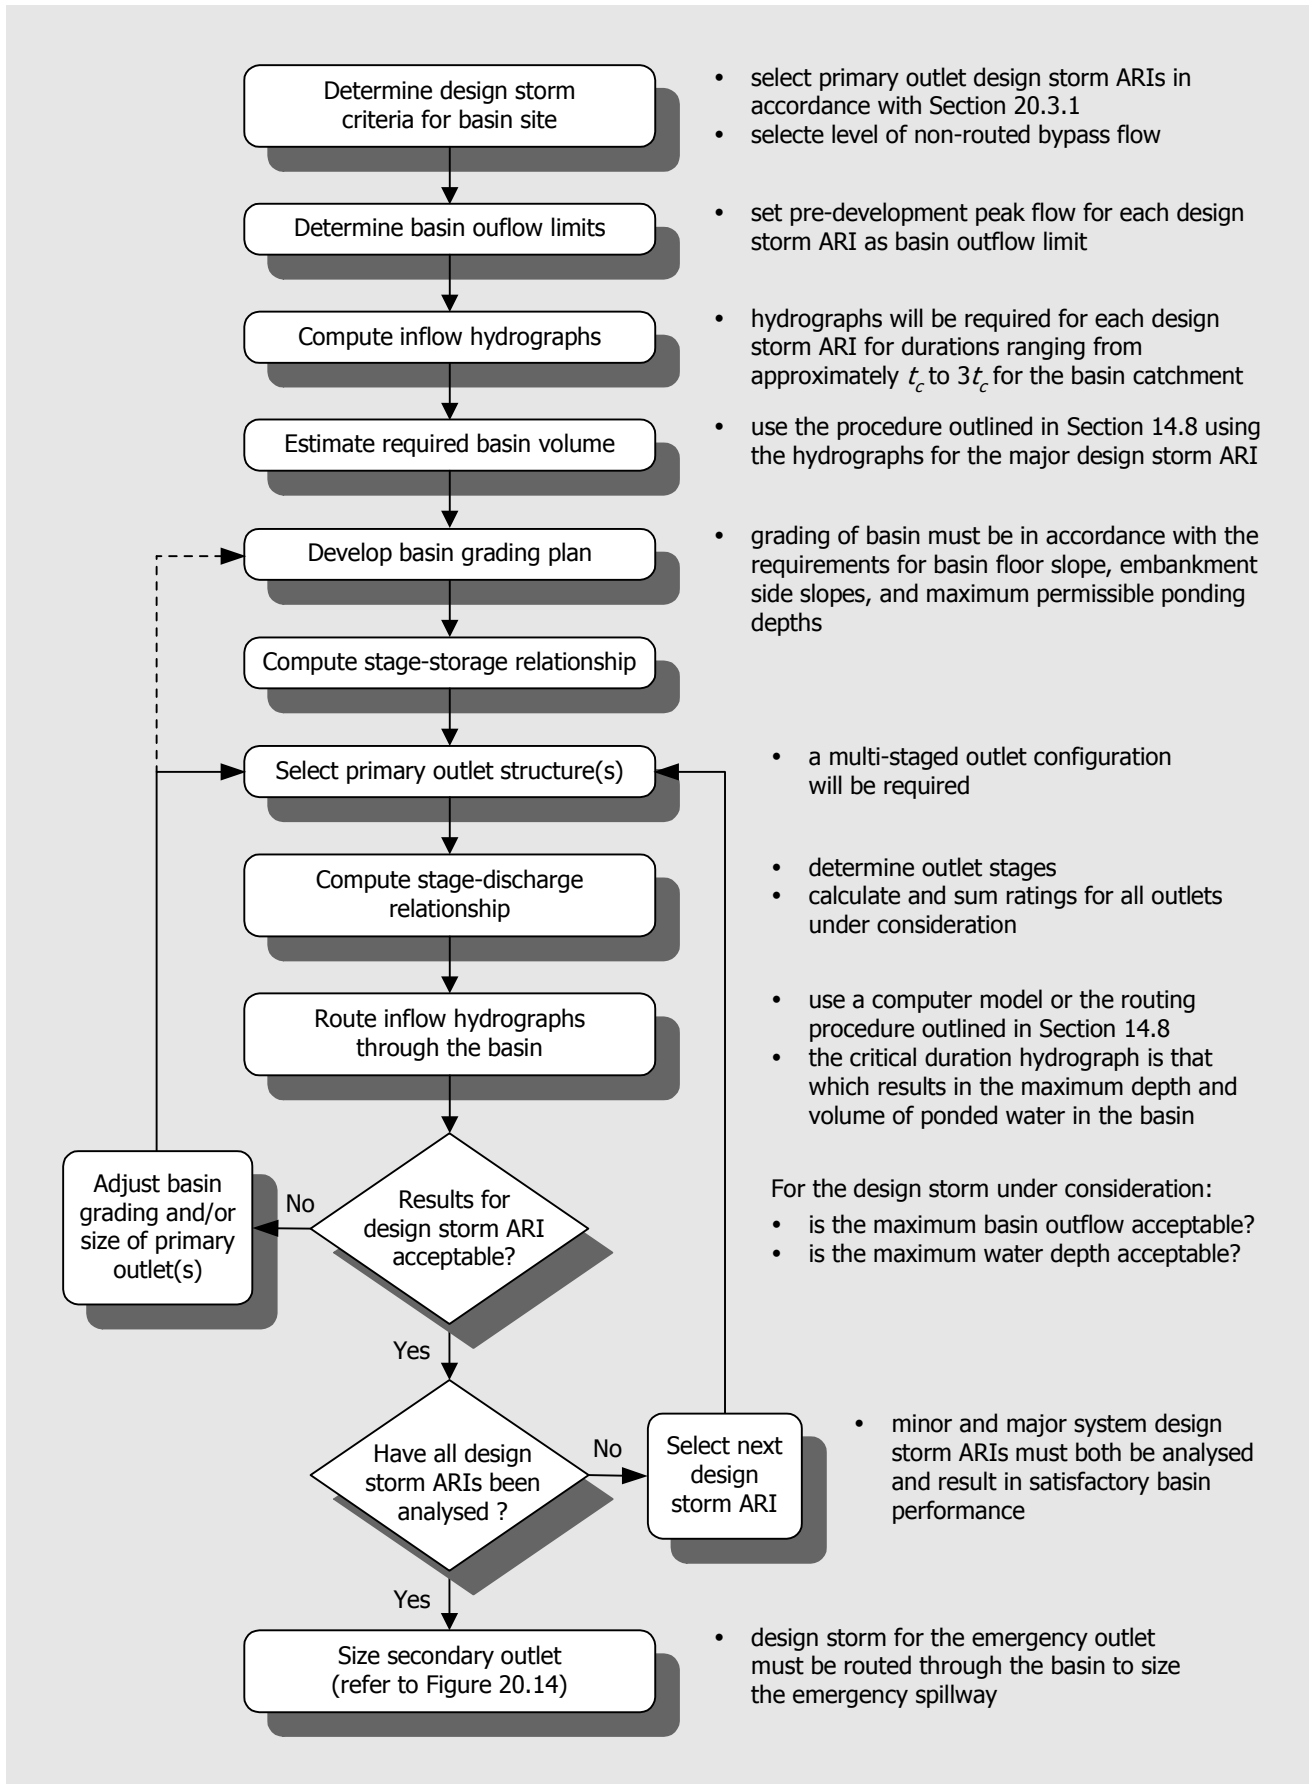 Determine design storm
criteria for basin site
• select primary outlet design storm ARIs in
accordance with Section 20.3.1
• selecte level of non-routed bypass flow
Determine basin ouflow limits
• set pre-development peak flow for each design
storm ARI as basin outflow limit
Compute inflow hydrographs
• hydrographs will be required for each design
storm ARI for durations ranging from
approximately t_c to 3t_c for the basin catchment
Estimate required basin volume
• use the procedure outlined in Section 14.8 using
the hydrographs for the major design storm ARI
Develop basin grading plan
• grading of basin must be in accordance with the
requirements for basin floor slope, embankment
side slopes, and maximum permissible ponding
depths
Compute stage-storage relationship
Select primary outlet structure(s)
• a multi-staged outlet configuration
will be required
Compute stage-discharge
relationship
• determine outlet stages
• calculate and sum ratings for all outlets
under consideration
Route inflow hydrographs
through the basin
• use a computer model or the routing
procedure outlined in Section 14.8
• the critical duration hydrograph is that
which results in the maximum depth and
volume of ponded water in the basin
Adjust basin
grading and/or
size of primary
outlet(s)
No
Results for
design storm ARI
acceptable?
For the design storm under consideration:
• is the maximum basin outflow acceptable?
• is the maximum water depth acceptable?
Yes
Have all design
storm ARIs been
analysed ?
No
Select next
design
storm ARI
• minor and major system design
storm ARIs must both be analysed
and result in satisfactory basin
performance
Yes
Size secondary outlet
(refer to Figure 20.14)
• design storm for the emergency outlet
must be routed through the basin to size
the emergency spillway